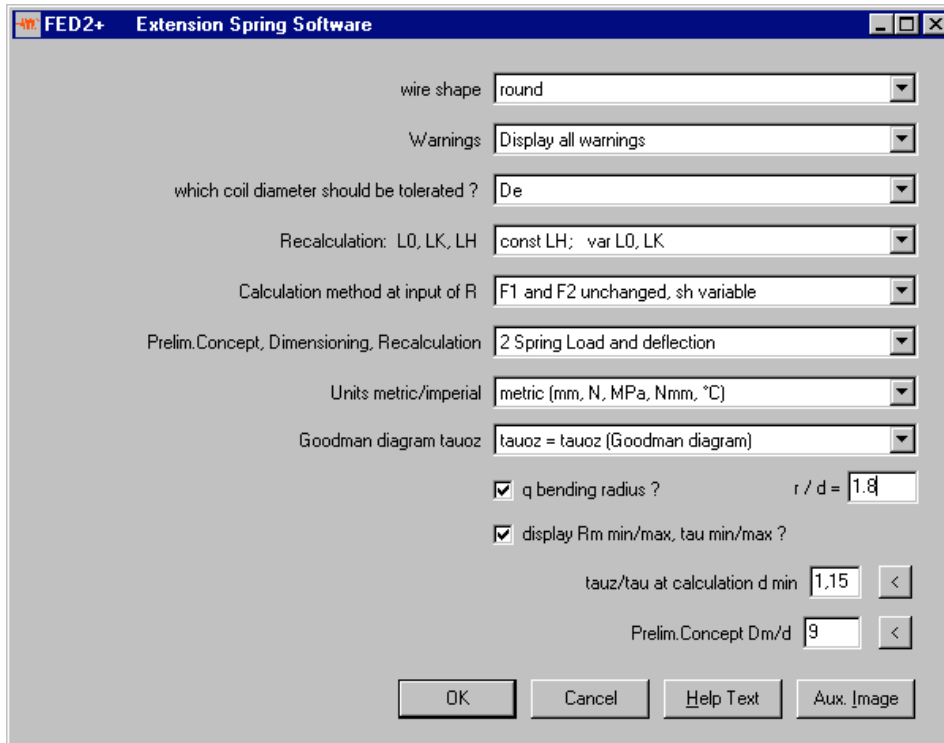 FED2+ Extension Spring Software
wire shape round
Warnings Display all warnings
which coil diameter should be tolerated ? De
Recalculation: L0, LK, LH const LH; var L0, LK
Calculation method at input of R F1 and F2 unchanged, sh variable
Prelim.Concept, Dimensioning, Recalculation 2 Spring Load and deflection
Units metric/imperial metric (mm, N, MPa, Nmm, °C)
Goodman diagram tauoz tauoz = tauoz (Goodman diagram)
q bending radius ? r / d = 1.8
display Rm min/max, tau min/max ?
tauz/tau at calculation d min 1,15 <
Prelim.Concept Dm/d 9 <
OK Cancel Help Text Aux. Image